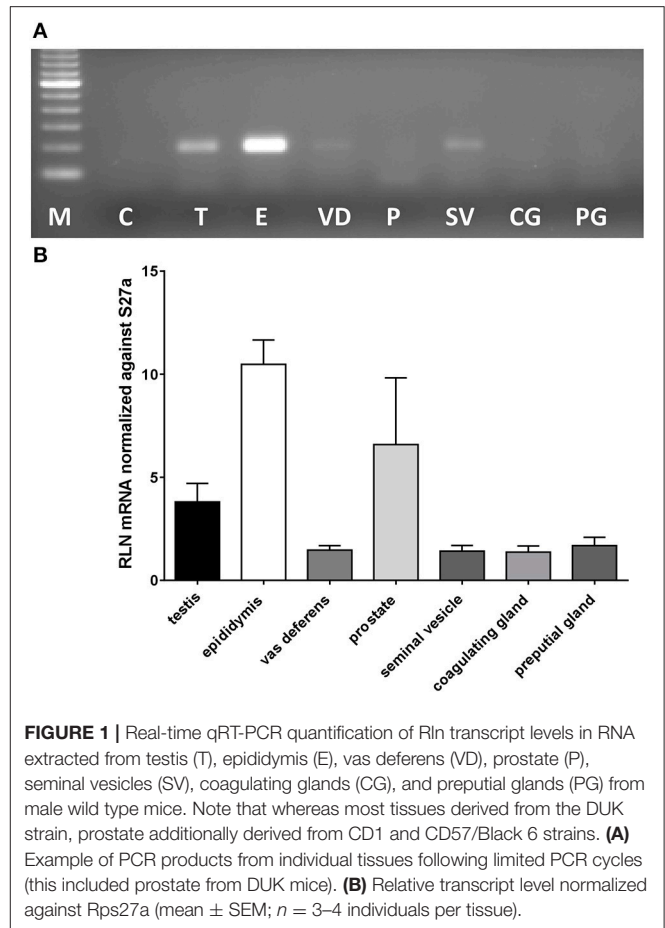 A
M C T E VD P SV CG PG
B
RLN mRNA normalized against S27a
15
10
5
0
testis
epididymis
vas deferens
prostate
seminal vesicle
coagulating gland
preputial gland
FIGURE 1 | Real-time qRT-PCR quantification of Rln transcript levels in RNA
extracted from testis (T), epididymis (E), vas deferens (VD), prostate (P),
seminal vesicles (SV), coagulating glands (CG), and preputial glands (PG) from
male wild type mice. Note that whereas most tissues derived from the DUK
strain, prostate additionally derived from CD1 and CD57/Black 6 strains. (A)
Example of PCR products from individual tissues following limited PCR cycles
(this included prostate from DUK mice). (B) Relative transcript level normalized
against Rps27a (mean ± SEM; n = 3–4 individuals per tissue).